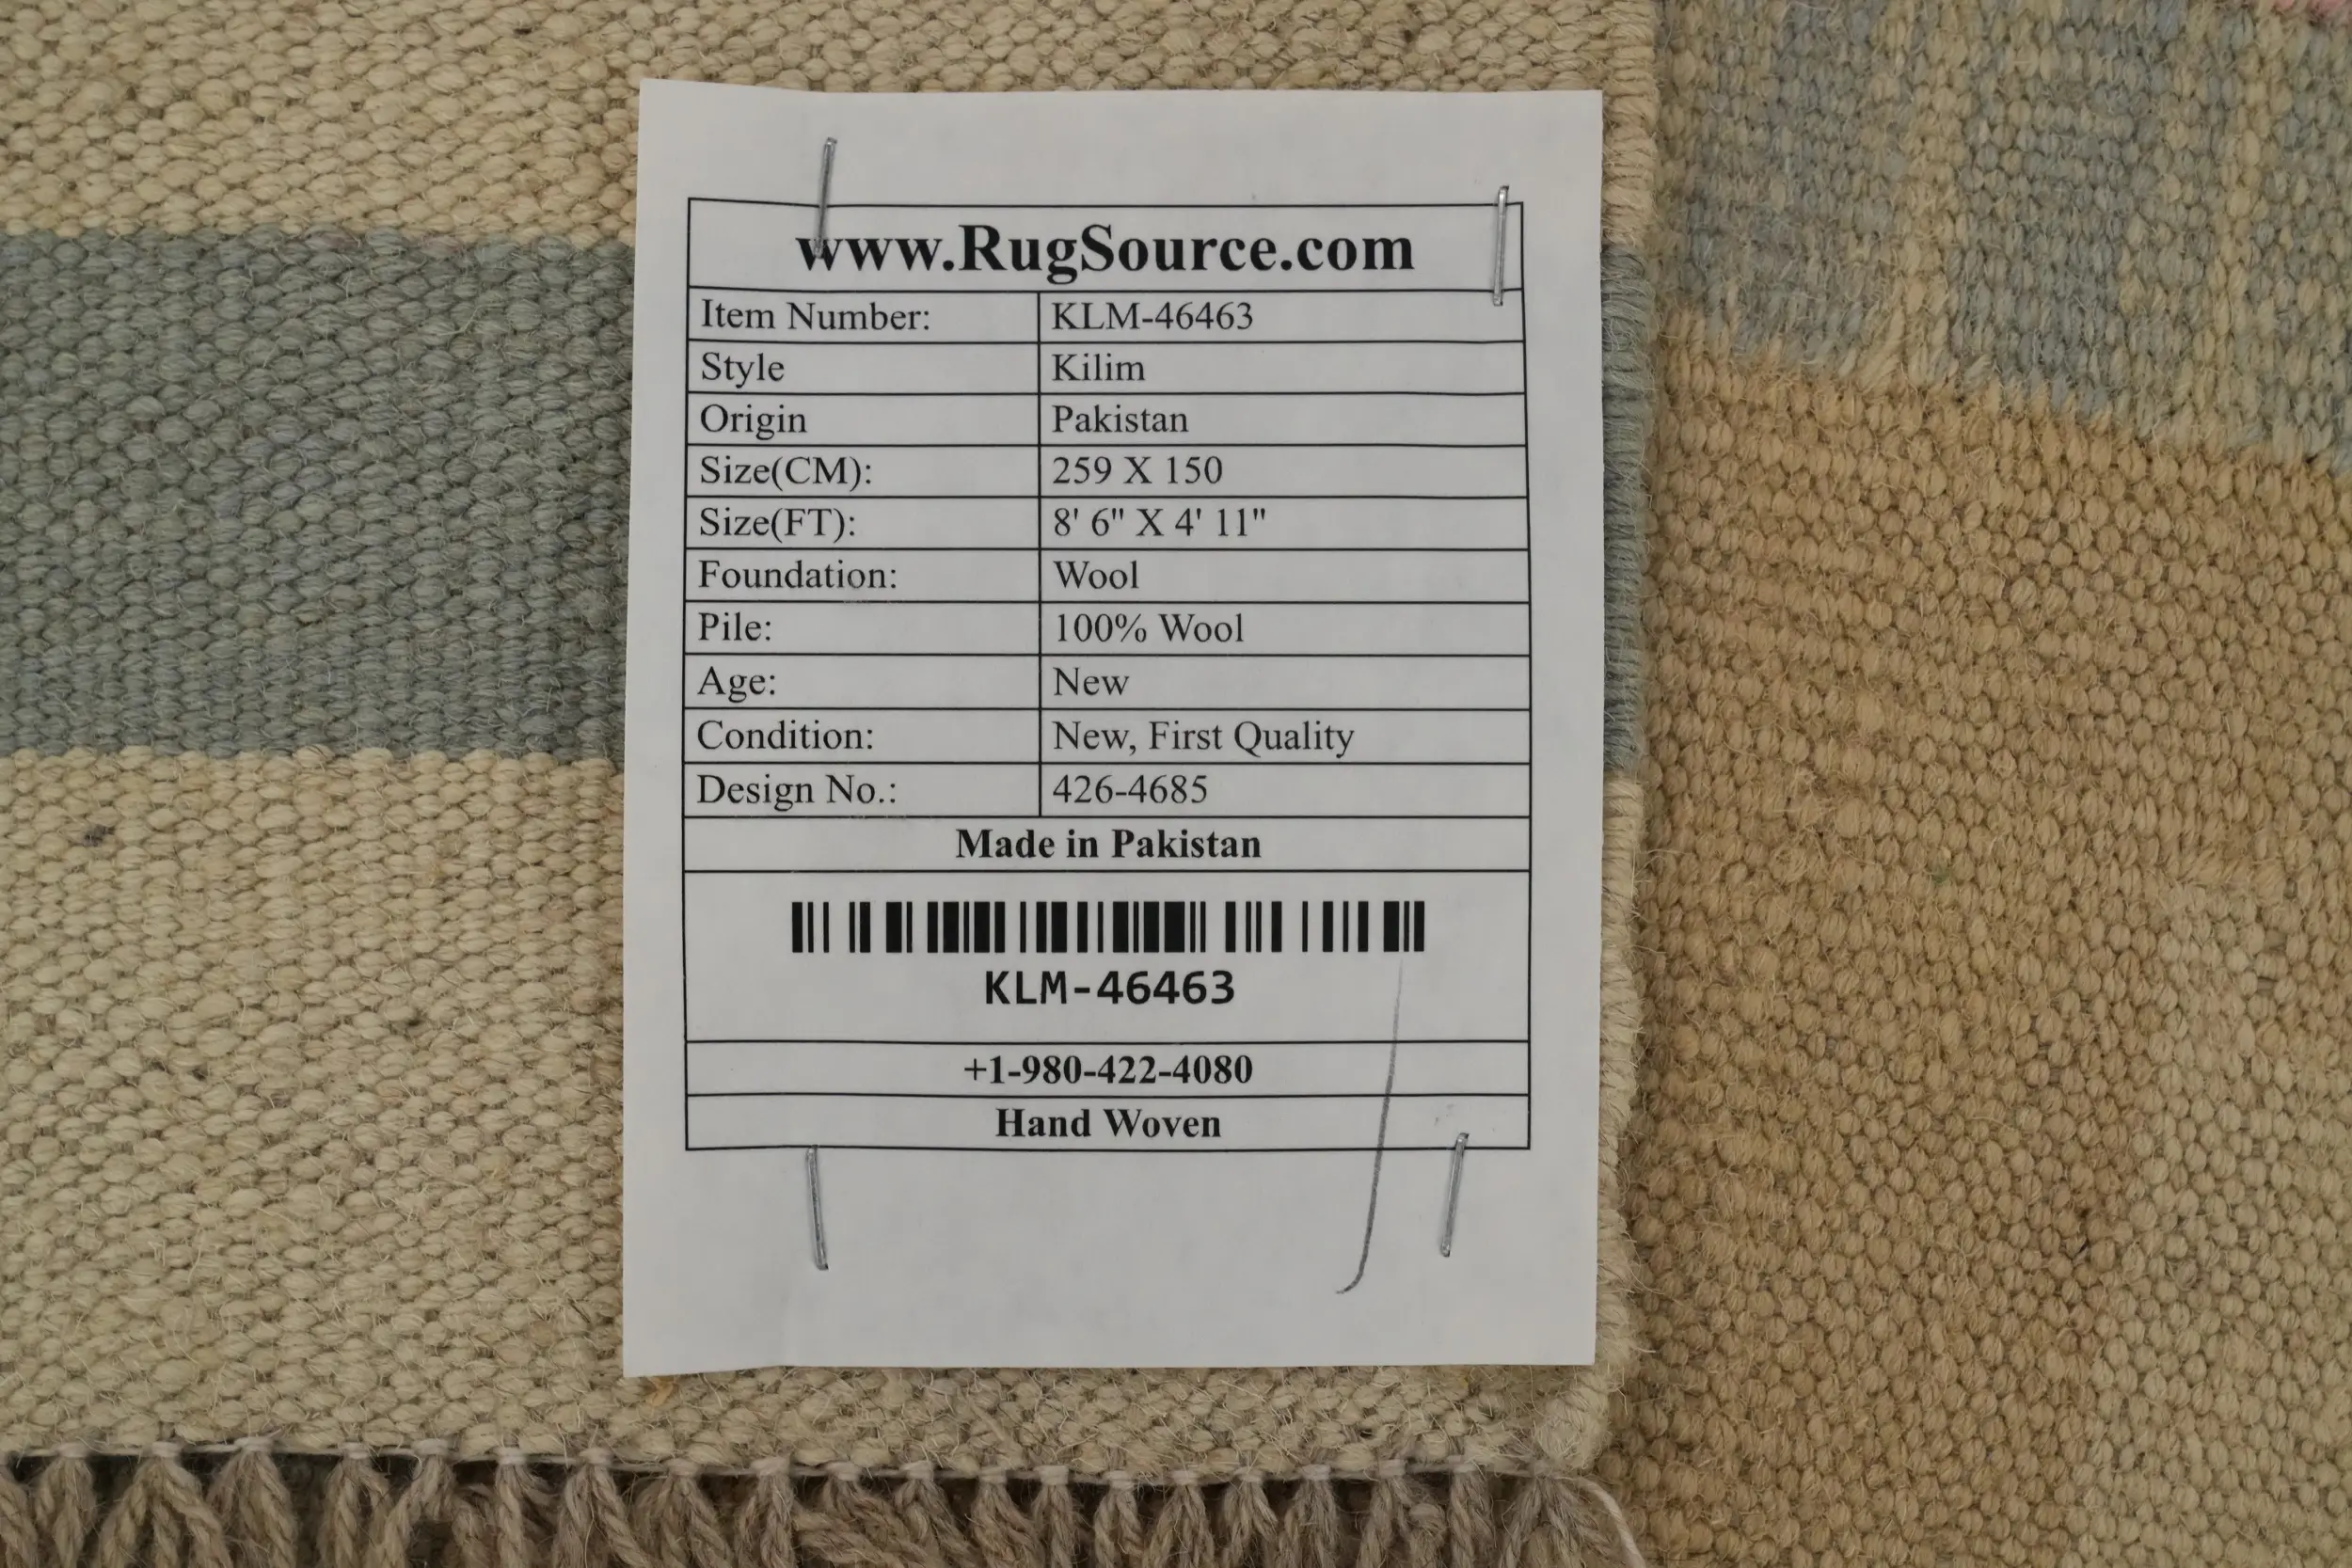 www.RugSource.com
Item Number: KLM-46463
Style Kilim
Origin Pakistan
Size(CM): 259 X 150
Size(FT): 8' 6" X 4' 11"
Foundation: Wool
Pile: 100% Wool
Age: New
Condition: New, First Quality
Design No.: 426-4685
Made in Pakistan
KLM-46463
+1-980-422-4080
Hand Woven